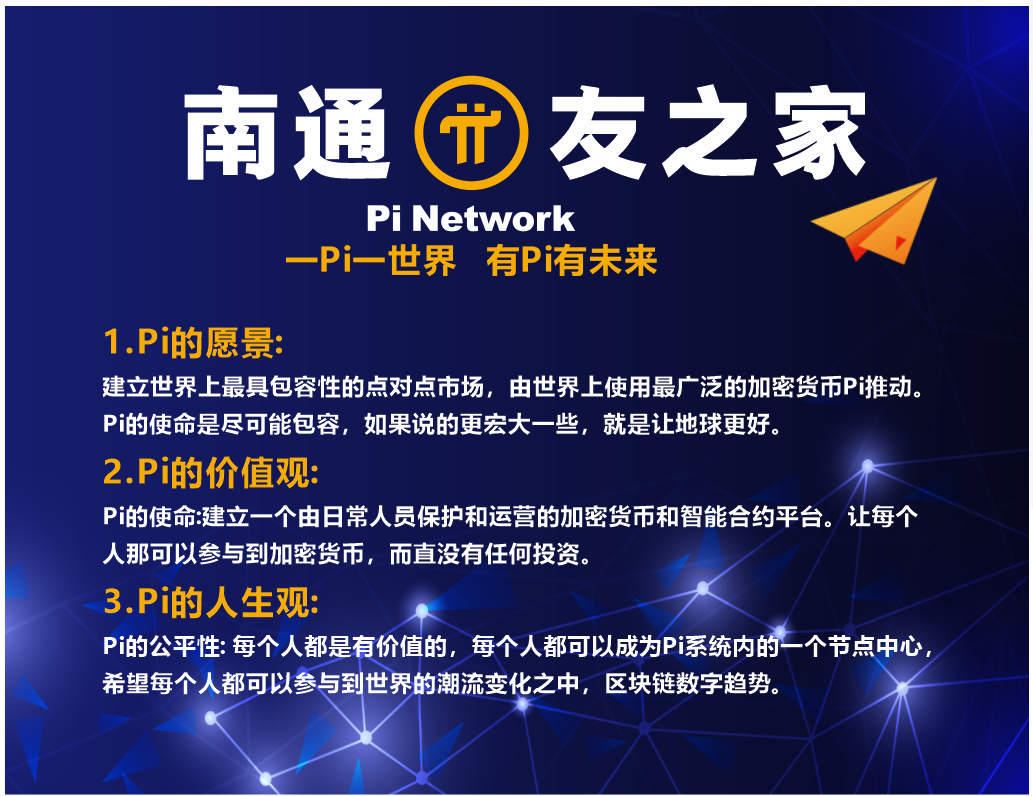 南通 友之家
Pi Network
一Pi一世界 有Pi有未来
1.Pi的愿景:
建立世界上最具包容性的点对点市场，由世界上使用最广泛的加密货币Pi推动。
Pi的使命是尽可能包容，如果说的更宏大一些，就是让地球更好。
2.Pi的价值观:
Pi的使命:建立一个由日常人员保护和运营的加密货币和智能合约平台。让每个
人那可以参与到加密货币，而直没有任何投资。
3.Pi的人生观:
Pi的公平性: 每个人都是有价值的，每个人都可以成为Pi系统内的一个节点中心，
希望每个人都可以参与到世界的潮流变化之中，区块链数字趋势。